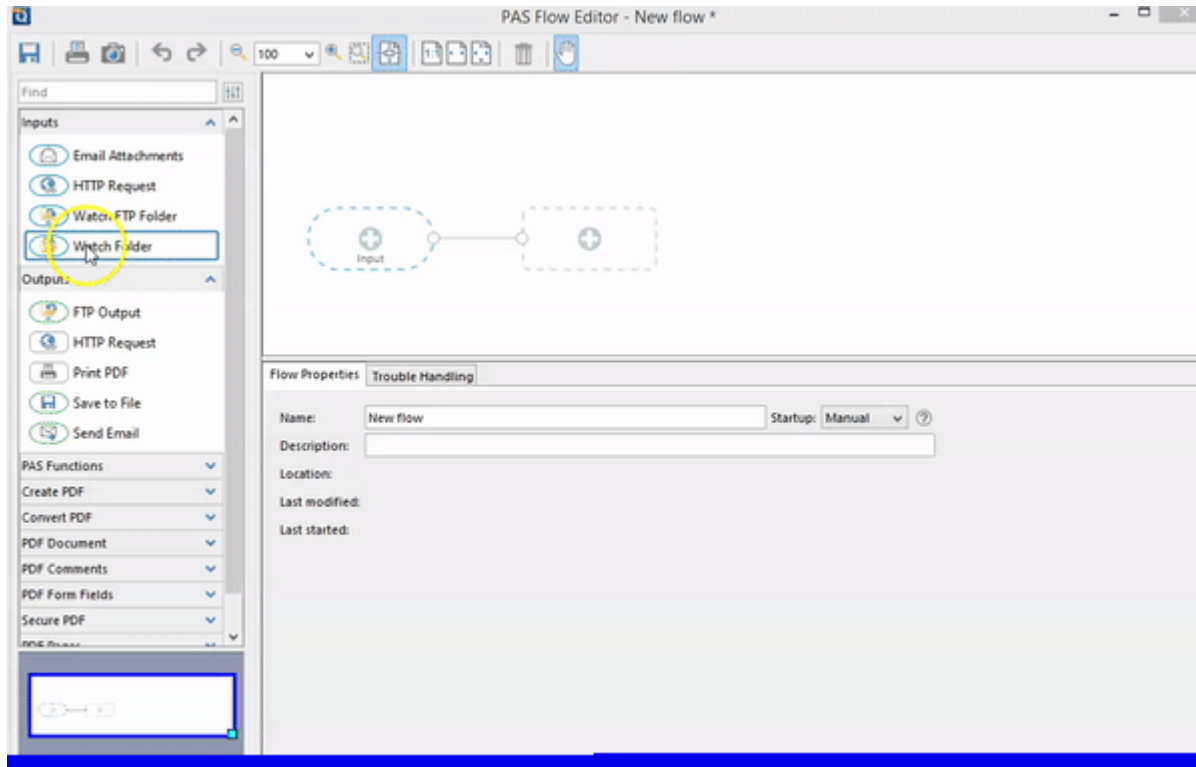 PAS Flow Editor - New flow *
100
1:1
Find
Inputs
Email Attachments
HTTP Request
Watch FTP Folder
Watch Folder
Outputs
FTP Output
HTTP Request
Print PDF
Save to File
Send Email
PAS Functions
Create PDF
Convert PDF
PDF Document
PDF Comments
PDF Form Fields
Secure PDF
Input
Flow Properties Trouble Handling
Name: New flow Startup: Manual ?
Description:
Location:
Last modified:
Last started: